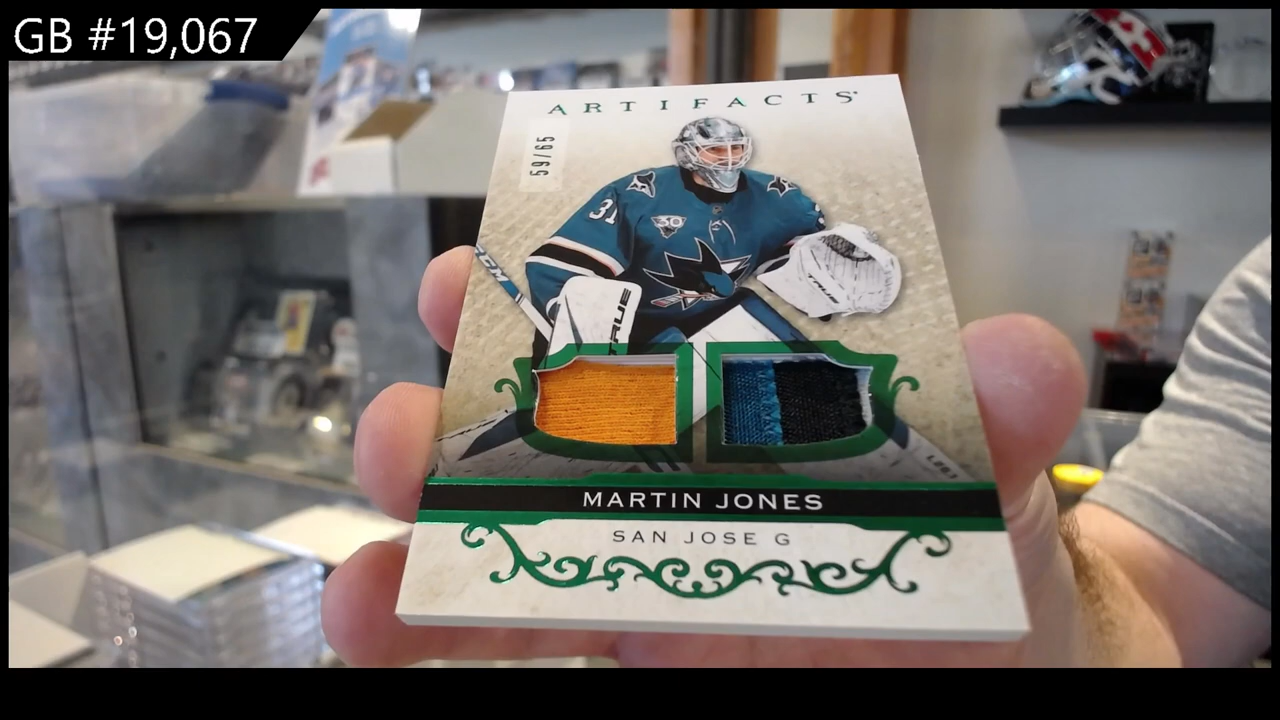 GB #19,067
ARTIFACTS
59/65
31
30
CCM
TRUE
TRUE
MARTIN JONES
SAN JOSE G